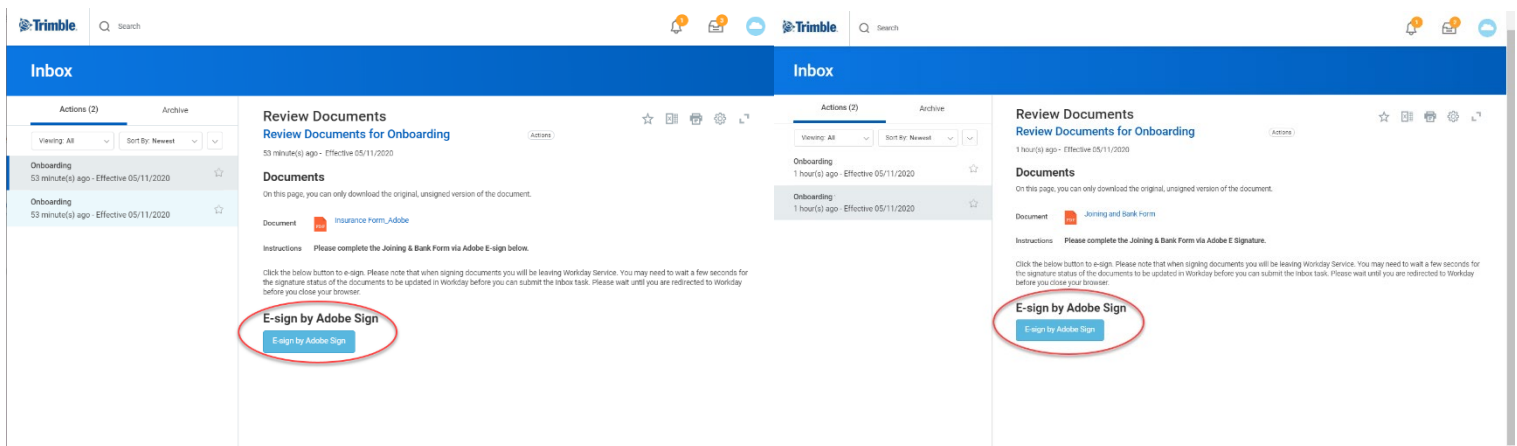 Trimble
Search
1
3
Inbox
Actions (2)
Archive
Viewing: All
Sort By: Newest
Onboarding
53 minute(s) ago - Effective 05/11/2020
Onboarding
53 minute(s) ago - Effective 05/11/2020
Review Documents
Review Documents for Onboarding
Actions
53 minute(s) ago - Effective 05/11/2020
Documents
On this page, you can only download the original, unsigned version of the document.
Document
PDF
Insurance Form_Adobe
Instructions
Please complete the Joining & Bank Form via Adobe E-sign below.
Click the below button to e-sign. Please note that when signing documents you will be leaving Workday Service. You may need to wait a few seconds for
the signature status of the documents to be updated in Workday before you can submit the Inbox task. Please wait until you are redirected to Workday
before you close your browser.
E-sign by Adobe Sign
E-sign by Adobe Sign
Trimble
Search
1
Inbox
Actions (2)
Archive
Viewing: All
Sort By: Newest
Onboarding
1 hour(s) ago - Effective 05/11/2020
Onboarding
1 hour(s) ago - Effective 05/11/2020
Review Documents
Review Documents for Onboarding
Actions
1 hour(s) ago - Effective 05/11/2020
Documents
On this page, you can only download the original, unsigned version of the document.
Document
PDF
Joining and Bank Form
Instructions
Please complete the Joining & Bank Form via Adobe E Signature.
Click the below button to e-sign. Please note that when signing documents you will be leaving Workday Service. You may need to wait a few seconds for
the signature status of the documents to be updated in Workday before you can submit the Inbox task. Please wait until you are redirected to Workday
before you close your browser.
E-sign by Adobe Sign
E-sign by Adobe Sign